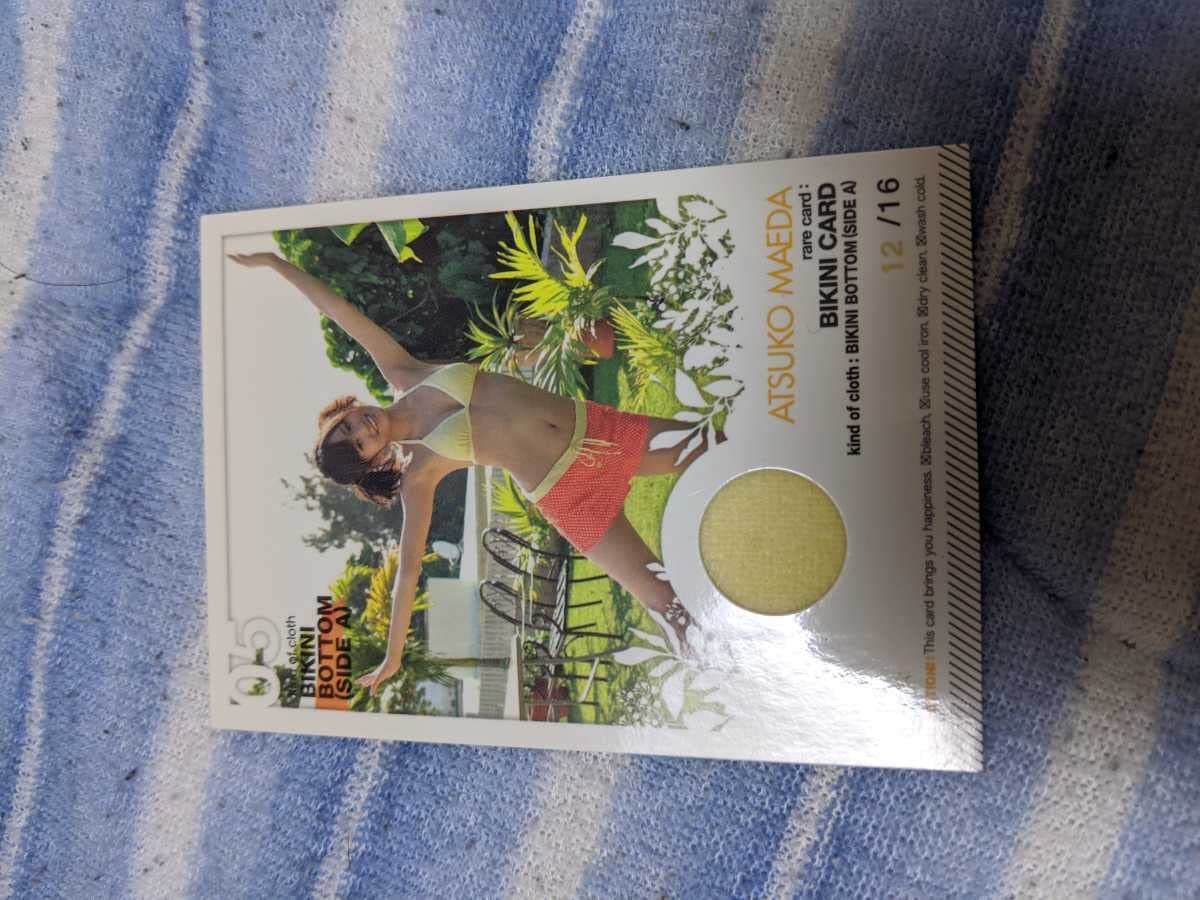 05
kind of cloth
BIKINI
BOTTOM
(SIDE A)
ATSUKO MAEDA
rare card :
BIKINI CARD
kind of cloth : BIKINI BOTTOM (SIDE A)
12 /16
This card brings you happiness. ☒bleach. ☒use cool iron. ☒dry clean. ☒wash cold.